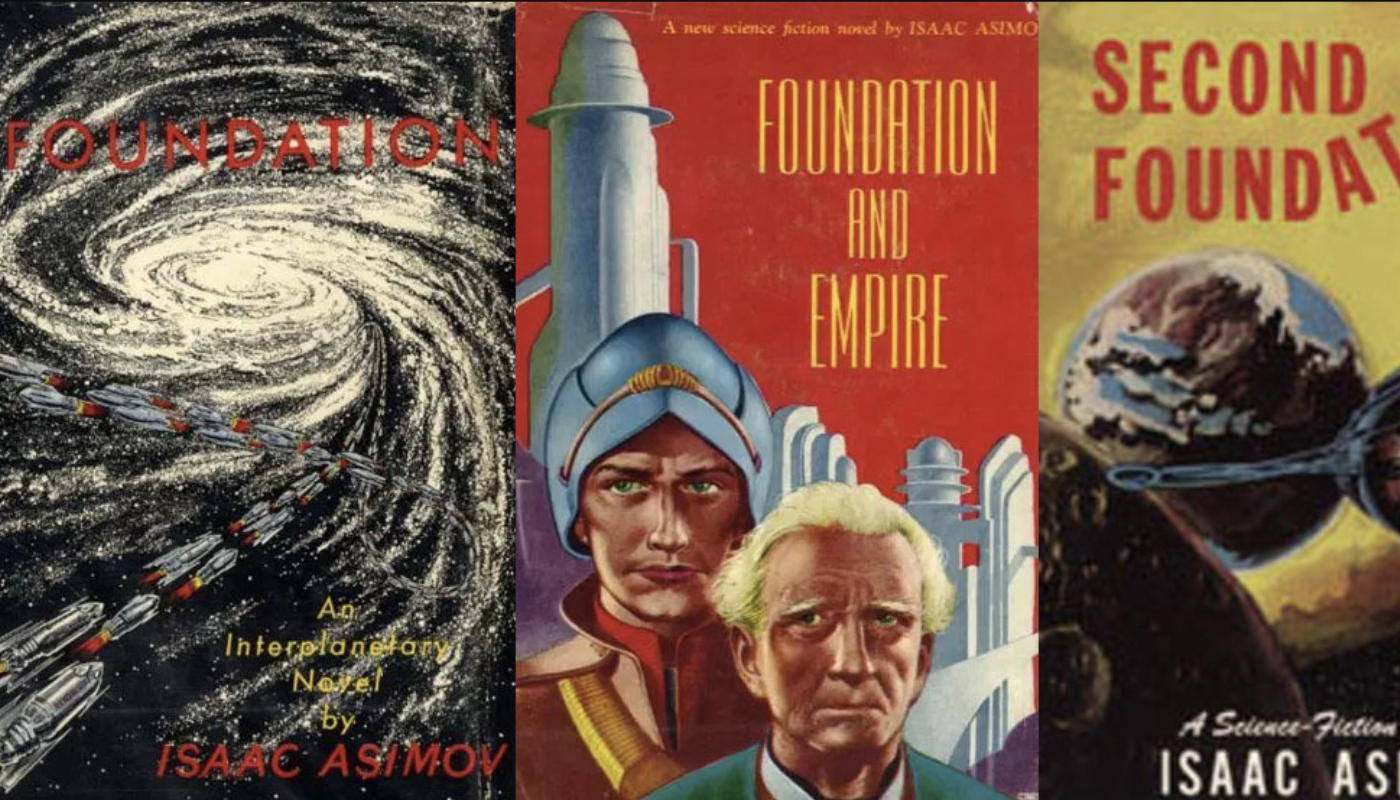 FOUNDATION
An
Interplanetary
Novel
by
ISAAC ASIMOV
A new science fiction novel by ISAAC ASIMO
FOUNDATION
AND
EMPIRE
SECOND
FOUNDAT
A Science-Fiction
ISAAC AS